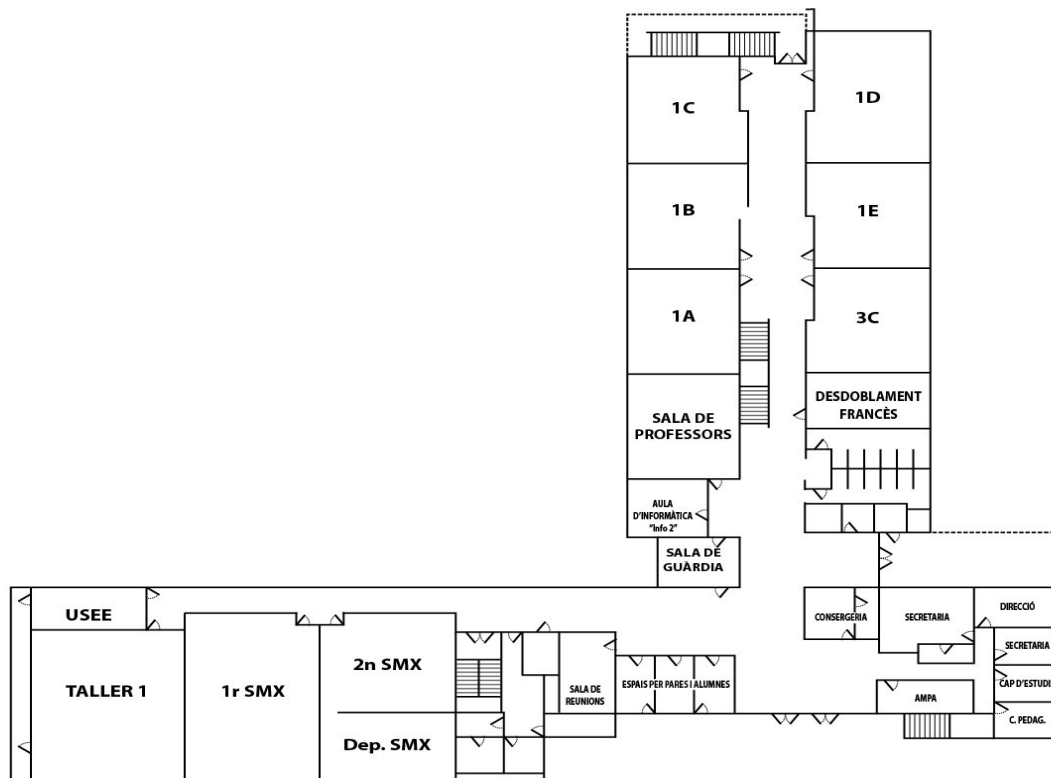 1C
1D
1B
1E
1A
3C
DESDOBLAMENT
FRANCÈS
SALA DE
PROFESSORS
AULA
D'INFORMÀTICA
"Info 2"
SALA DE
GUÀRDIA
USEE
TALLER 1
1r SMX
2n SMX
Dep. SMX
SALA DE
REUNIONS
ESPAIS PER PARES I ALUMNES
CONSERGERIA
SECRETARIA
DIRECCIÓ
SECRETARIA
CAP D'ESTUDI
C. PEDAG.
AMPA